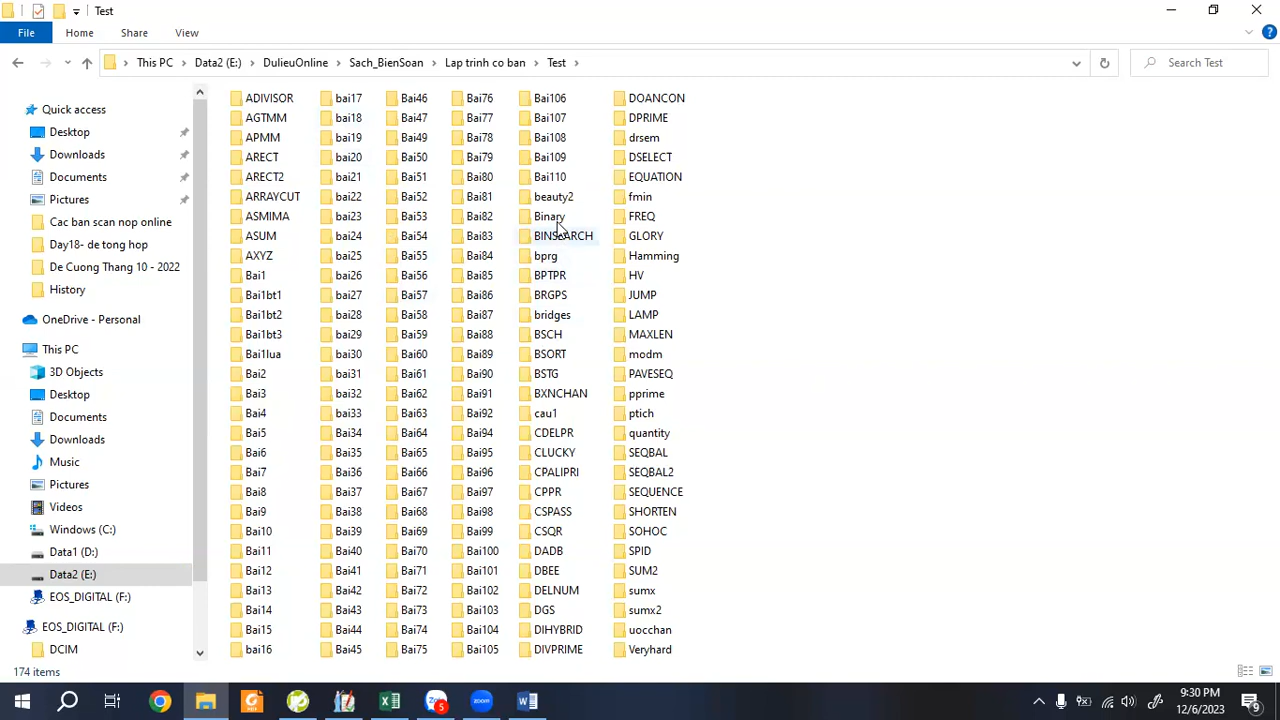 Test
File
Home
Share
View
This PC
Data2 (E:)
DulieuOnline
Sach_BienSoan
Lap trinh co ban
Test
Search Test
Quick access
Desktop
Downloads
Documents
Pictures
Cac ban scan nop online
Day18- de tong hop
De Cuong Thang 10 - 2022
History
OneDrive - Personal
This PC
3D Objects
Desktop
Documents
Downloads
Music
Pictures
Videos
Windows (C:)
Data1 (D:)
Data2 (E:)
EOS_DIGITAL (F:)
EOS_DIGITAL (F:)
DCIM
ADIVISOR
AGTMM
APMM
ARECT
ARECT2
ARRAYCUT
ASMIMA
ASUM
AXYZ
Bai1
Bai1bt1
Bai1bt2
Bai1bt3
Bai1lua
Bai2
Bai3
Bai4
Bai5
Bai6
Bai7
Bai8
Bai9
Bai10
Bai11
Bai12
Bai13
Bai14
Bai15
bai16
bai17
bai18
bai19
bai20
bai21
bai22
bai23
bai24
bai25
bai26
bai27
bai28
bai29
bai30
bai31
bai32
bai33
Bai34
Bai35
Bai36
Bai37
Bai38
Bai39
Bai40
Bai41
Bai42
Bai43
Bai44
Bai45
Bai46
Bai47
Bai49
Bai50
Bai51
Bai52
Bai53
Bai54
Bai55
Bai56
Bai57
Bai58
Bai59
Bai60
Bai61
Bai62
Bai63
Bai64
Bai65
Bai66
Bai67
Bai68
Bai69
Bai70
Bai71
Bai72
Bai73
Bai74
Bai75
Bai76
Bai77
Bai78
Bai79
Bai80
Bai81
Bai82
Bai83
Bai84
Bai85
Bai86
Bai87
Bai88
Bai89
Bai90
Bai91
Bai92
Bai94
Bai95
Bai96
Bai97
Bai98
Bai99
Bai100
Bai101
Bai102
Bai103
Bai104
Bai105
Bai106
Bai107
Bai108
Bai109
Bai110
beauty2
Binary
BINSEARCH
bprg
BPTPR
BRGPS
bridges
BSCH
BSORT
BSTG
BXNCHAN
cau1
CDELPR
CLUCKY
CPALIPRI
CPPR
CSPASS
CSQR
DADB
DBEE
DELNUM
DGS
DIHYBRID
DIVPRIME
DOANCON
DPRIME
drsem
DSELECT
EQUATION
fmin
FREQ
GLORY
Hamming
HV
JUMP
LAMP
MAXLEN
modm
PAVESEQ
pprime
ptich
quantity
SEQBAL
SEQBAL2
SEQUENCE
SHORTEN
SOHOC
SPID
SUM2
sumx
sumx2
uocchan
Veryhard
174 items
5
zoom
9:30 PM
12/6/2023
9